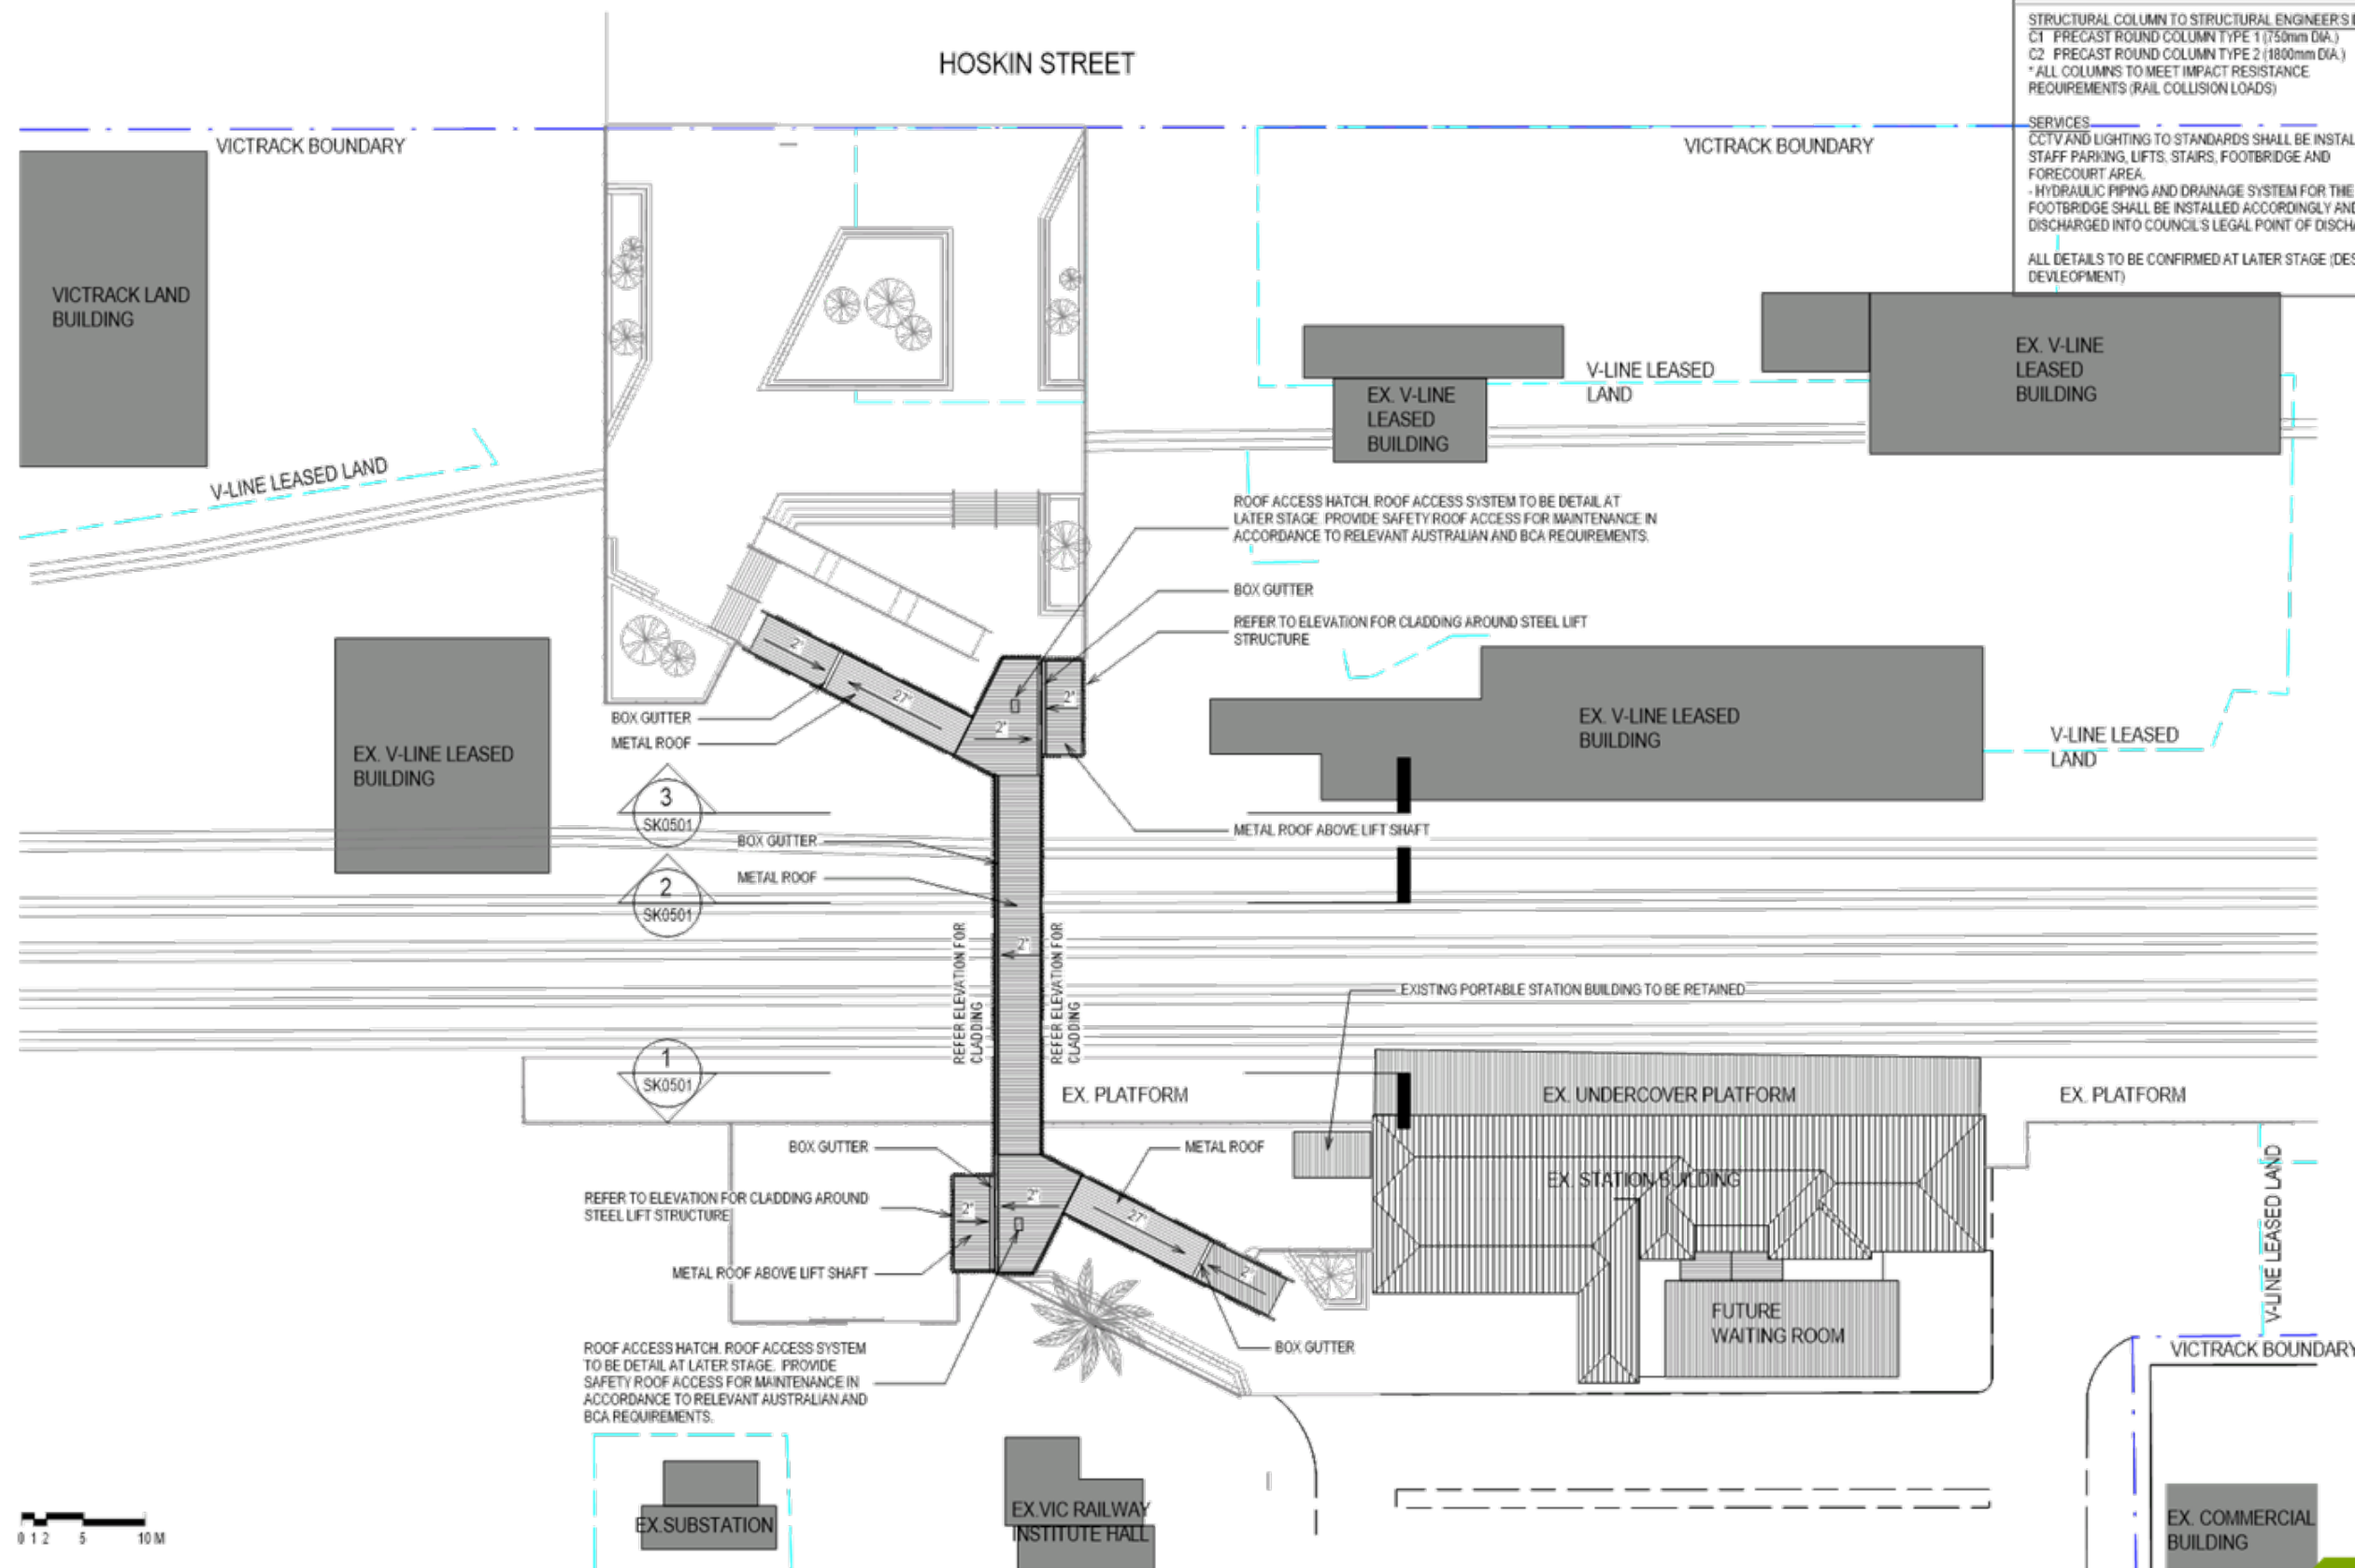 HOSKIN STREET
STRUCTURAL COLUMN TO STRUCTURAL ENGINEER'S
C1 PRECAST ROUND COLUMN TYPE 1 (750mm DIA.)
C2 PRECAST ROUND COLUMN TYPE 2 (1800mm DIA.)
* ALL COLUMNS TO MEET IMPACT RESISTANCE
REQUIREMENTS (RAIL COLLISION LOADS)
SERVICES
CCTV AND LIGHTING TO STANDARDS SHALL BE INSTAL
STAFF PARKING, LIFTS, STAIRS, FOOTBRIDGE AND
FORECOURT AREA.
- HYDRAULIC PIPING AND DRAINAGE SYSTEM FOR THE
FOOTBRIDGE SHALL BE INSTALLED ACCORDINGLY AND
DISCHARGED INTO COUNCIL'S LEGAL POINT OF DISCHA
ALL DETAILS TO BE CONFIRMED AT LATER STAGE (DES
DEVLEOPMENT)
VICTRACK BOUNDARY
VICTRACK BOUNDARY
VICTRACK LAND
BUILDING
EX. V-LINE
LEASED
BUILDING
V-LINE LEASED
LAND
EX. V-LINE
LEASED
BUILDING
V-LINE LEASED LAND
ROOF ACCESS HATCH. ROOF ACCESS SYSTEM TO BE DETAIL AT
LATER STAGE. PROVIDE SAFETY ROOF ACCESS FOR MAINTENANCE IN
ACCORDANCE TO RELEVANT AUSTRALIAN AND BCA REQUIREMENTS.
BOX GUTTER
REFER TO ELEVATION FOR CLADDING AROUND STEEL LIFT
STRUCTURE
2°
27°
2°
2°
BOX GUTTER
METAL ROOF
EX. V-LINE LEASED
BUILDING
EX. V-LINE LEASED
BUILDING
V-LINE LEASED
LAND
3
SK0501
METAL ROOF ABOVE LIFT SHAFT
BOX GUTTER
METAL ROOF
2
SK0501
REFER ELEVATION FOR
CLADDING
2°
REFER ELEVATION FOR
CLADDING
EXISTING PORTABLE STATION BUILDING TO BE RETAINED
1
SK0501
EX. PLATFORM
EX. UNDERCOVER PLATFORM
EX. PLATFORM
BOX GUTTER
METAL ROOF
EX. STATION BUILDING
REFER TO ELEVATION FOR CLADDING AROUND
STEEL LIFT STRUCTURE
2°
2°
27°
2°
METAL ROOF ABOVE LIFT SHAFT
V-LINE LEASED LAND
FUTURE
WAITING ROOM
BOX GUTTER
VICTRACK BOUNDARY
ROOF ACCESS HATCH. ROOF ACCESS SYSTEM
TO BE DETAIL AT LATER STAGE. PROVIDE
SAFETY ROOF ACCESS FOR MAINTENANCE IN
ACCORDANCE TO RELEVANT AUSTRALIAN AND
BCA REQUIREMENTS.
EX.SUBSTATION
EX.VIC RAILWAY
INSTITUTE HALL
EX. COMMERCIAL
BUILDING
0 1 2 5 10 M